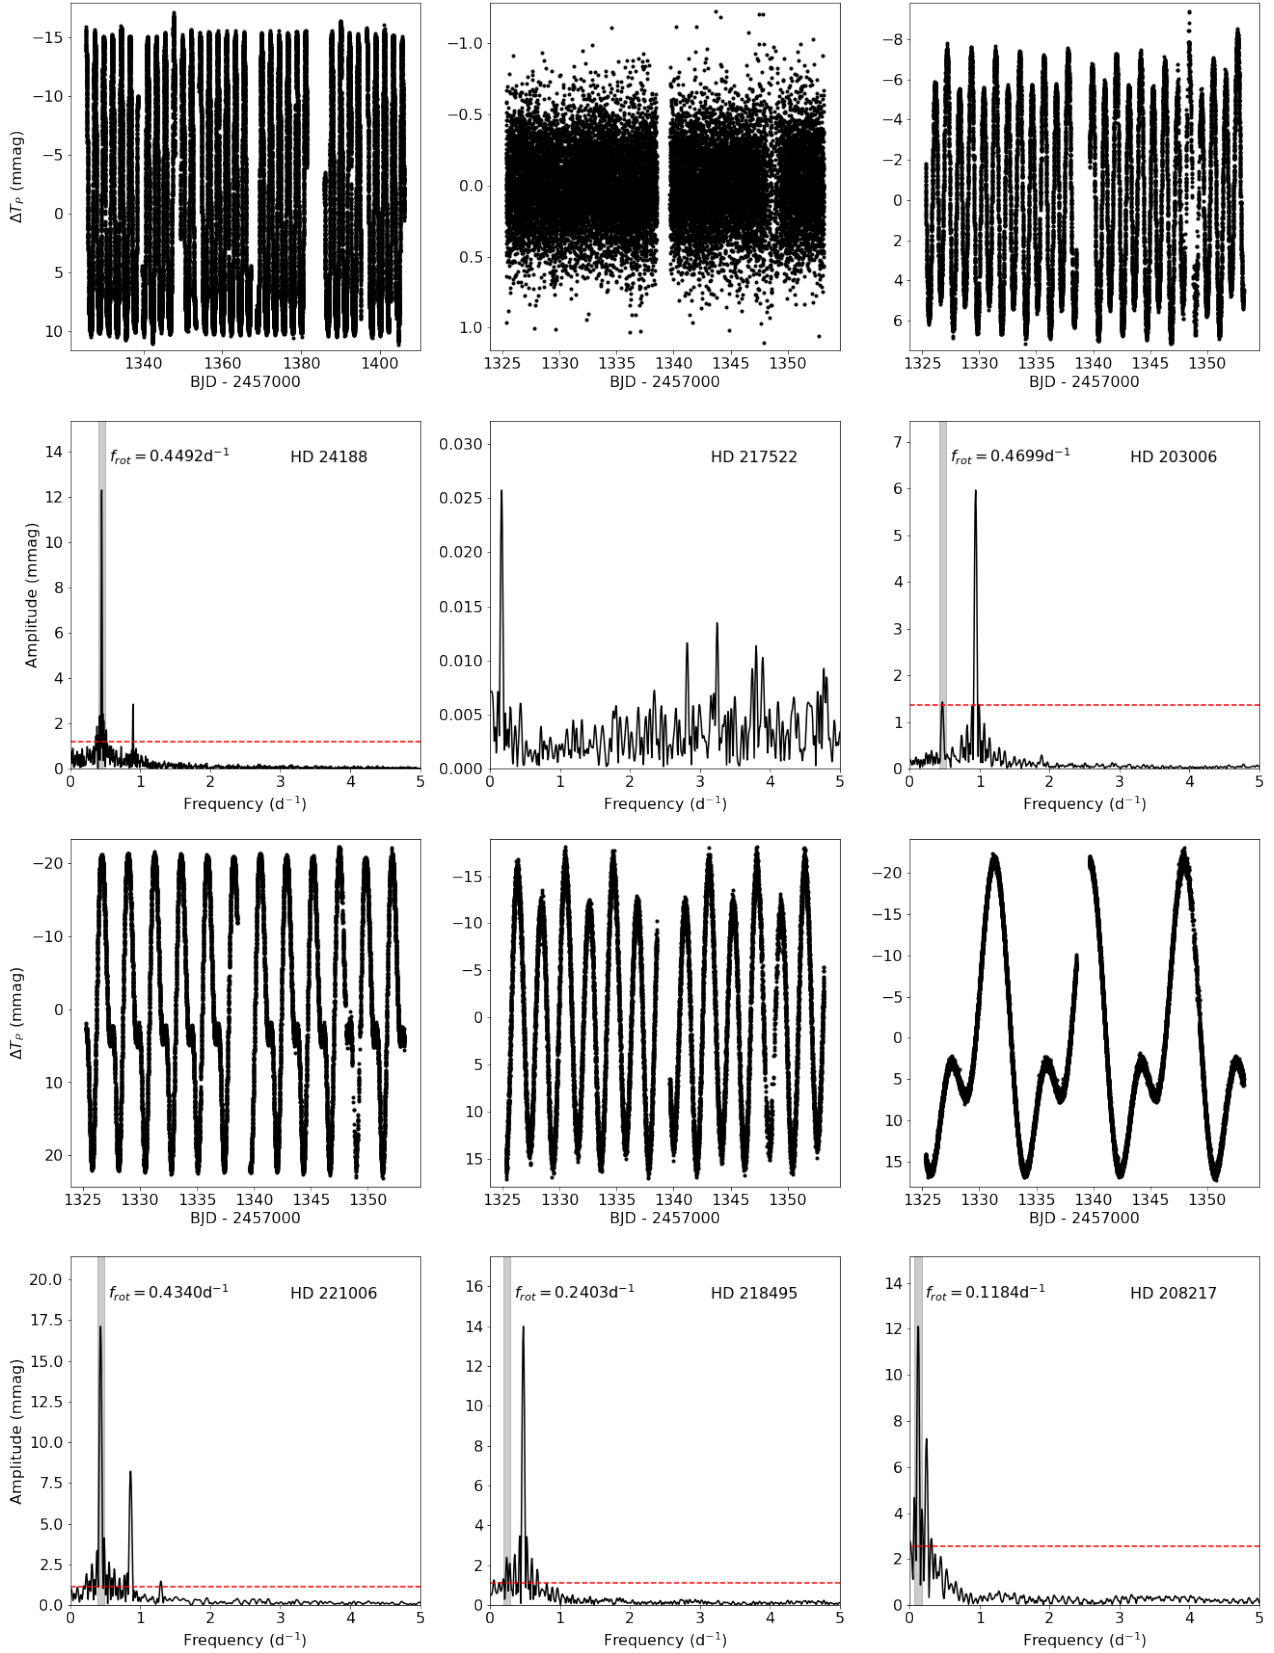 −15
−10
−5
0
5
10
1340 1360 1380 1400
BJD - 2457000
ΔT_P (mmag)
−1.0
−0.5
0.0
0.5
1.0
1325 1330 1335 1340 1345 1350
BJD - 2457000
−8
−6
−4
−2
0
2
4
6
1325 1330 1335 1340 1345 1350
BJD - 2457000
f_rot = 0.4492d⁻¹ HD 24188
14
12
10
8
6
4
2
0
0 1 2 3 4 5
Frequency (d⁻¹)
Amplitude (mmag)
HD 217522
0.030
0.025
0.020
0.015
0.010
0.005
0.000
0 1 2 3 4 5
Frequency (d⁻¹)
f_rot = 0.4699d⁻¹ HD 203006
7
6
5
4
3
2
1
0
0 1 2 3 4 5
Frequency (d⁻¹)
−20
−10
0
10
20
1325 1330 1335 1340 1345 1350
BJD - 2457000
ΔT_P (mmag)
−15
−10
−5
0
5
10
15
1325 1330 1335 1340 1345 1350
BJD - 2457000
−20
−15
−10
−5
0
5
10
15
1325 1330 1335 1340 1345 1350
BJD - 2457000
f_rot = 0.4340d⁻¹ HD 221006
20.0
17.5
15.0
12.5
10.0
7.5
5.0
2.5
0.0
0 1 2 3 4 5
Frequency (d⁻¹)
Amplitude (mmag)
f_rot = 0.2403d⁻¹ HD 218495
16
14
12
10
8
6
4
2
0
0 1 2 3 4 5
Frequency (d⁻¹)
f_rot = 0.1184d⁻¹ HD 208217
14
12
10
8
6
4
2
0
0 1 2 3 4 5
Frequency (d⁻¹)